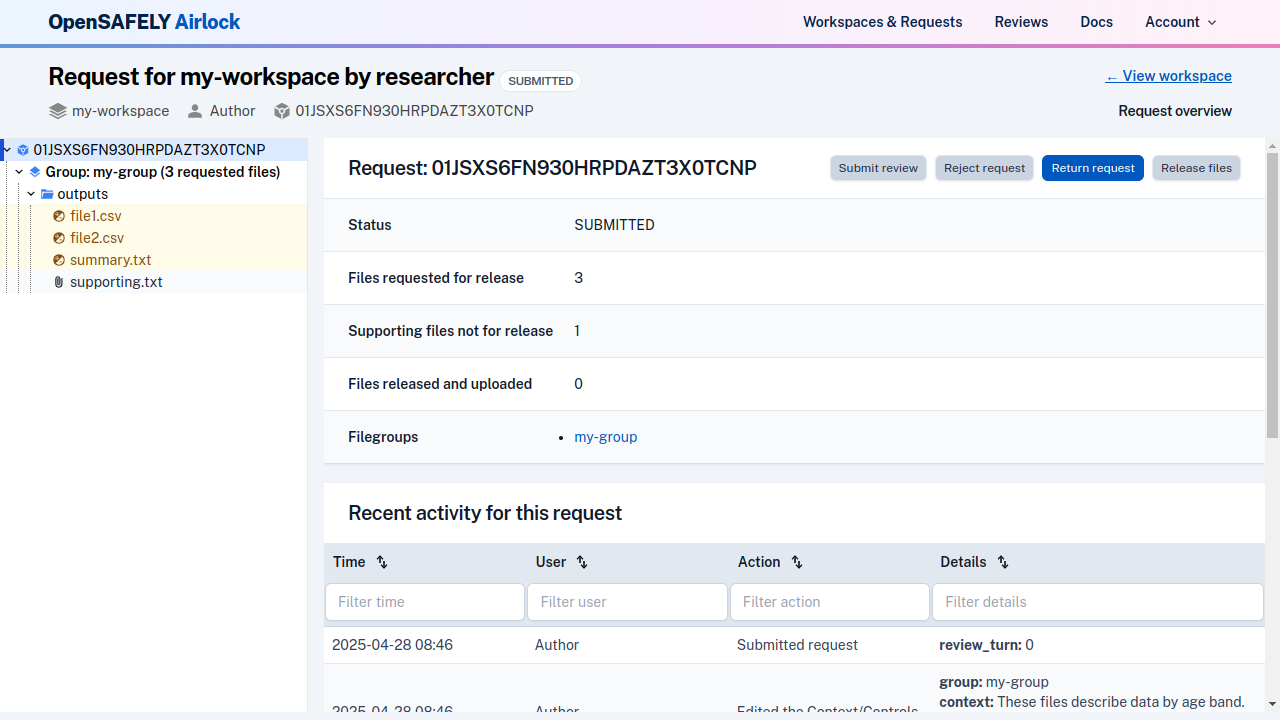 OpenSAFELY Airlock
Workspaces & Requests Reviews Docs Account
Request for my-workspace by researcher SUBMITTED
← View workspace
my-workspace Author 01JSXS6FN930HRPDAZT3X0TCNP
Request overview
01JSXS6FN930HRPDAZT3X0TCNP
Group: my-group (3 requested files)
outputs
file1.csv
file2.csv
summary.txt
supporting.txt
Request: 01JSXS6FN930HRPDAZT3X0TCNP
Submit review Reject request Return request Release files
Status SUBMITTED
Files requested for release 3
Supporting files not for release 1
Files released and uploaded 0
Filegroups • my-group
Recent activity for this request
Time User Action Details
Filter time Filter user Filter action Filter details
2025-04-28 08:46 Author Submitted request review_turn: 0
group: my-group
context: These files describe data by age band.
2025-04-28 08:46 Author Edited the Context/Controls